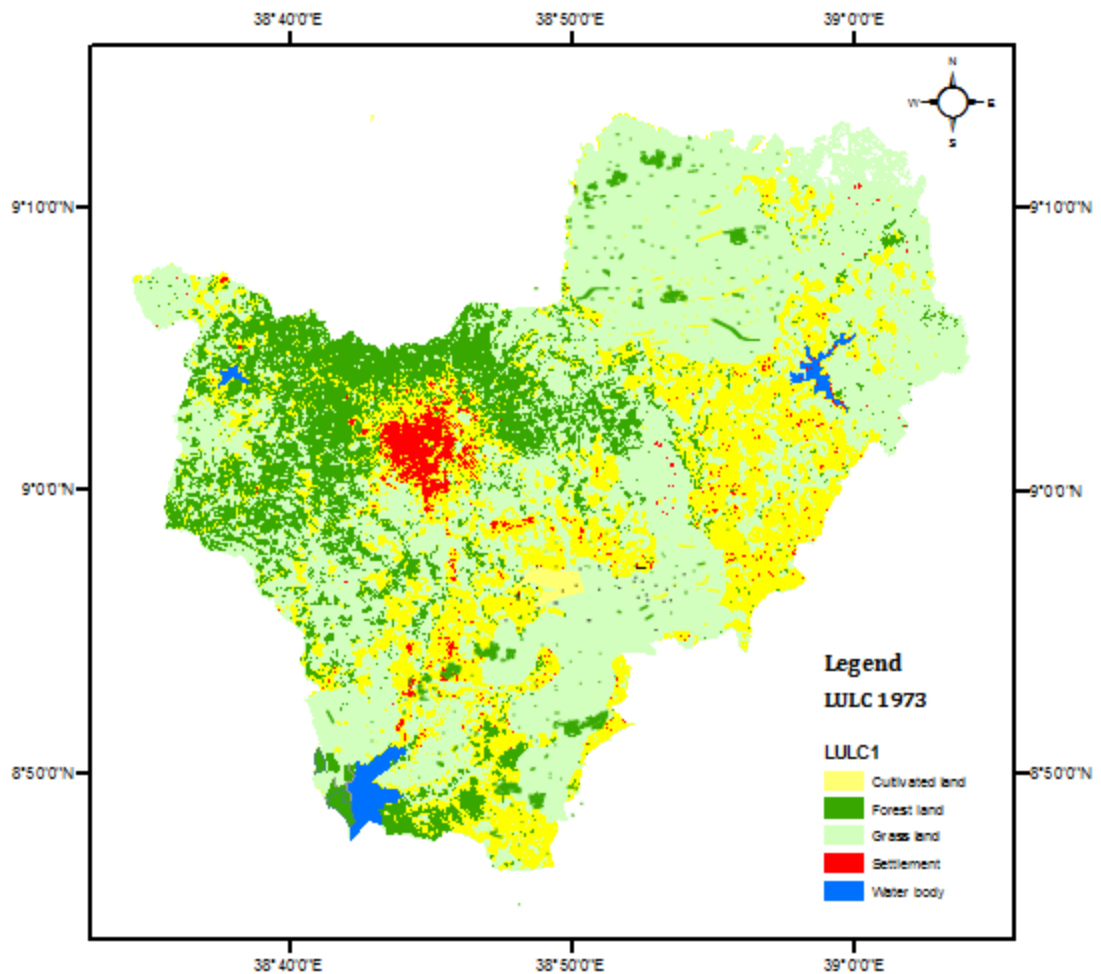 38°40'0"E 38°50'0"E 39°0'0"E
N
W E
S
9°10'0"N 9°10'0"N
9°0'0"N 9°0'0"N
Legend
LULC 1973
8°50'0"N 8°50'0"N
LULC1
Cultivated land
Forest land
Grass land
Settlement
Water body
38°40'0"E 38°50'0"E 39°0'0"E